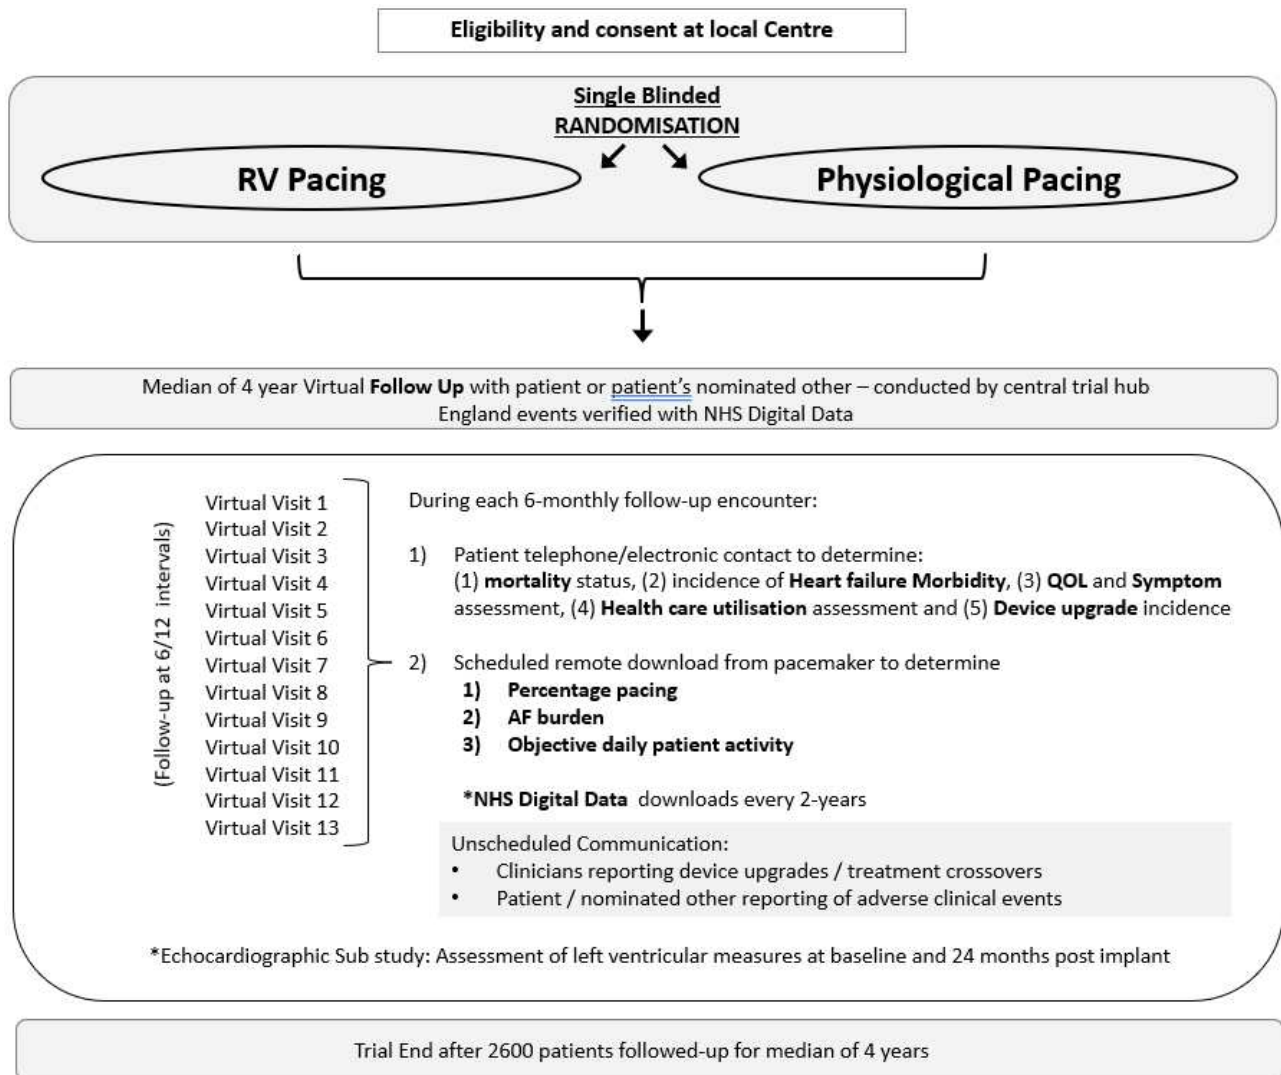 Eligibility and consent at local Centre
Single Blinded
RANDOMISATION
RV Pacing
Physiological Pacing
Median of 4 year Virtual Follow Up with patient or patient's nominated other – conducted by central trial hub
England events verified with NHS Digital Data
(Follow-up at 6/12 intervals)
Virtual Visit 1
Virtual Visit 2
Virtual Visit 3
Virtual Visit 4
Virtual Visit 5
Virtual Visit 6
Virtual Visit 7
Virtual Visit 8
Virtual Visit 9
Virtual Visit 10
Virtual Visit 11
Virtual Visit 12
Virtual Visit 13
During each 6-monthly follow-up encounter:
1) Patient telephone/electronic contact to determine:
(1) mortality status, (2) incidence of Heart failure Morbidity, (3) QOL and Symptom
assessment, (4) Health care utilisation assessment and (5) Device upgrade incidence
2) Scheduled remote download from pacemaker to determine
1) Percentage pacing
2) AF burden
3) Objective daily patient activity
*NHS Digital Data downloads every 2-years
Unscheduled Communication:
• Clinicians reporting device upgrades / treatment crossovers
• Patient / nominated other reporting of adverse clinical events
*Echocardiographic Sub study: Assessment of left ventricular measures at baseline and 24 months post implant
Trial End after 2600 patients followed-up for median of 4 years